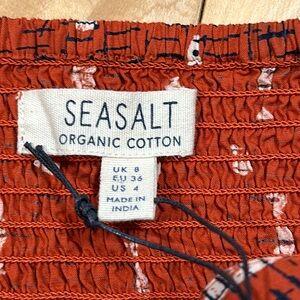 SEASALT
ORGANIC COTTON
UK 8
EU 36
US 4
MADE IN
INDIA